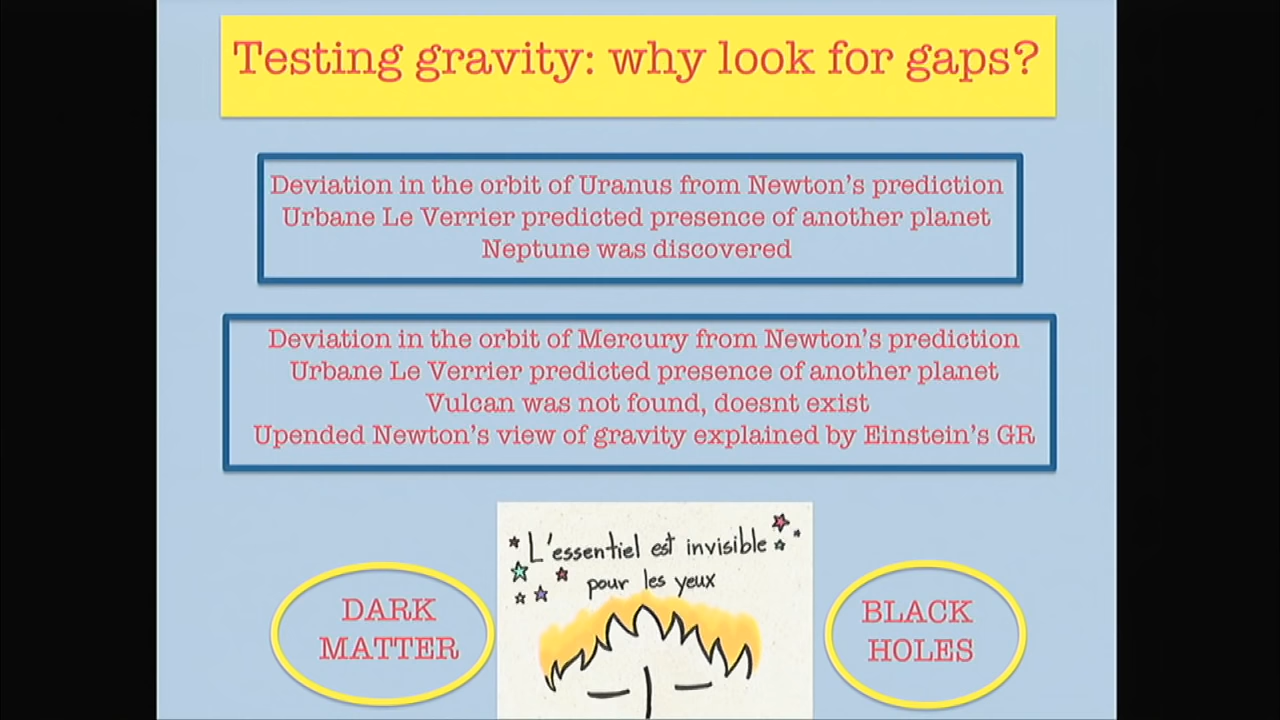 Testing gravity: why look for gaps?
Deviation in the orbit of Uranus from Newton's prediction
Urbane Le Verrier predicted presence of another planet
Neptune was discovered
Deviation in the orbit of Mercury from Newton's prediction
Urbane Le Verrier predicted presence of another planet
Vulcan was not found, doesnt exist
Upended Newton's view of gravity explained by Einstein's GR
DARK
MATTER
L'essentiel est invisible
pour les yeux
BLACK
HOLES